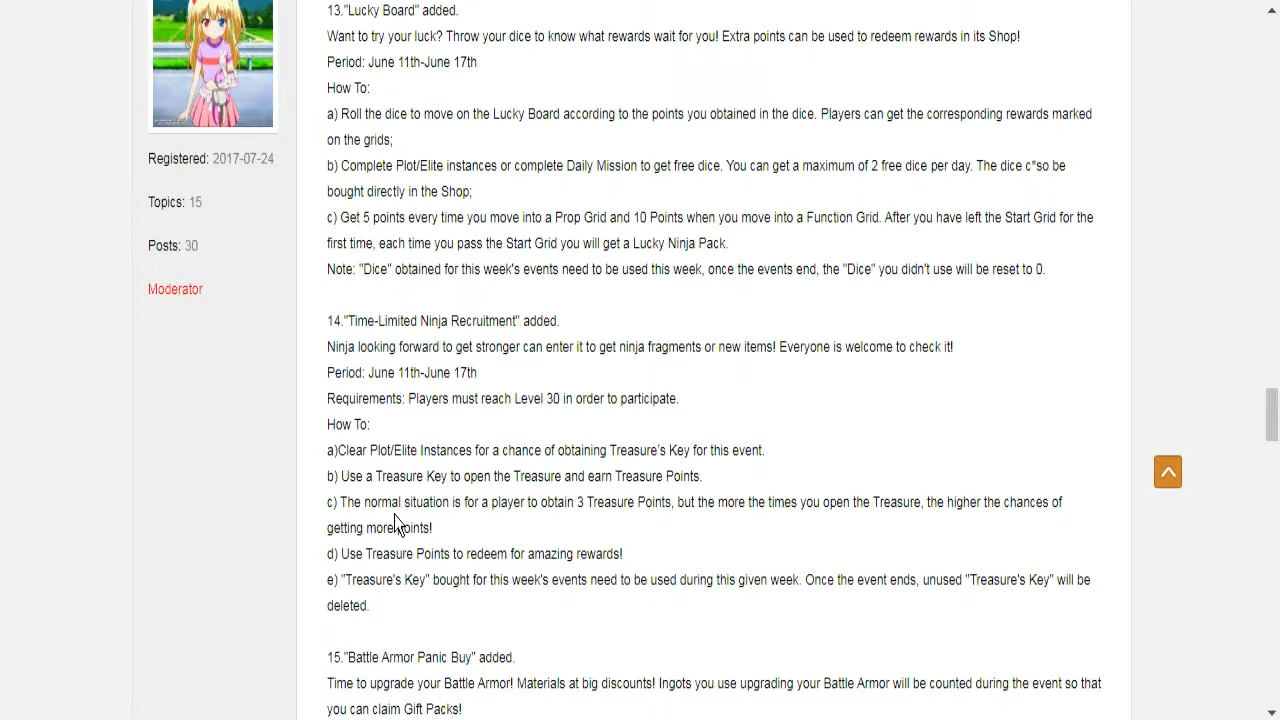 13."Lucky Board" added.
Want to try your luck? Throw your dice to know what rewards wait for you! Extra points can be used to redeem rewards in its Shop!
Period: June 11th-June 17th
How To:
a) Roll the dice to move on the Lucky Board according to the points you obtained in the dice. Players can get the corresponding rewards marked
on the grids;
b) Complete Plot/Elite instances or complete Daily Mission to get free dice. You can get a maximum of 2 free dice per day. The dice c*so be
bought directly in the Shop;
c) Get 5 points every time you move into a Prop Grid and 10 Points when you move into a Function Grid. After you have left the Start Grid for the
first time, each time you pass the Start Grid you will get a Lucky Ninja Pack.
Note: "Dice" obtained for this week's events need to be used this week, once the events end, the "Dice" you didn't use will be reset to 0.
Registered: 2017-07-24
Topics: 15
Posts: 30
Moderator
14."Time-Limited Ninja Recruitment" added.
Ninja looking forward to get stronger can enter it to get ninja fragments or new items! Everyone is welcome to check it!
Period: June 11th-June 17th
Requirements: Players must reach Level 30 in order to participate.
How To:
a)Clear Plot/Elite Instances for a chance of obtaining Treasure's Key for this event.
b) Use a Treasure Key to open the Treasure and earn Treasure Points.
c) The normal situation is for a player to obtain 3 Treasure Points, but the more the times you open the Treasure, the higher the chances of
getting more points!
d) Use Treasure Points to redeem for amazing rewards!
e) "Treasure's Key" bought for this week's events need to be used during this given week. Once the event ends, unused "Treasure's Key" will be
deleted.
15."Battle Armor Panic Buy" added.
Time to upgrade your Battle Armor! Materials at big discounts! Ingots you use upgrading your Battle Armor will be counted during the event so that
you can claim Gift Packs!